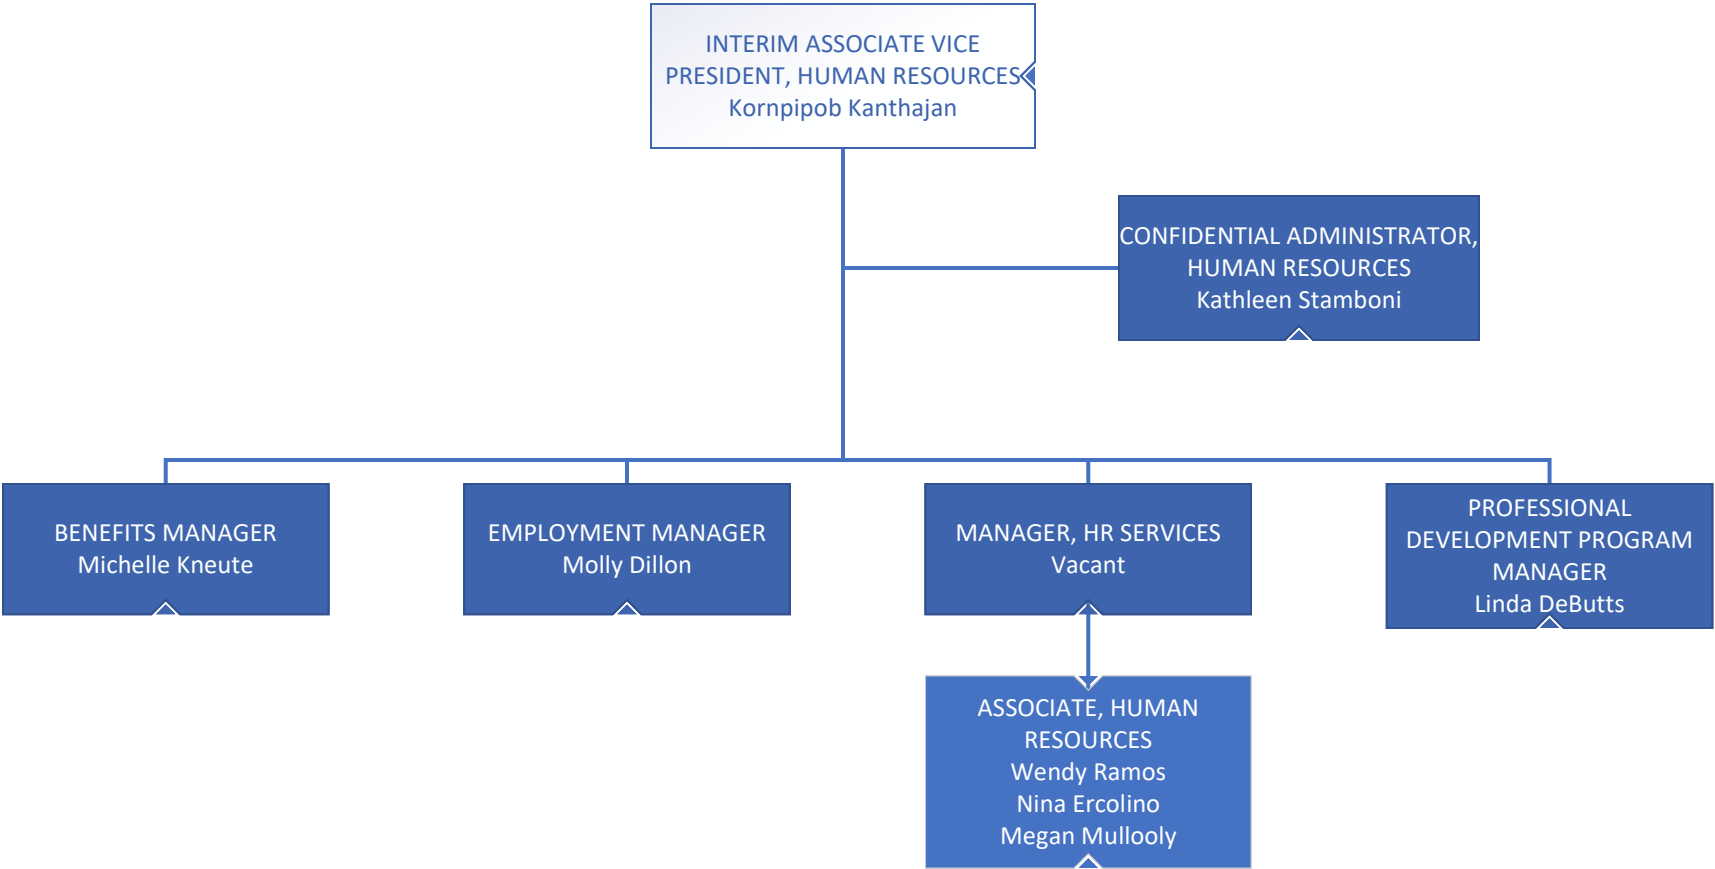 INTERIM ASSOCIATE VICE
PRESIDENT, HUMAN RESOURCES
Kornpipob Kanthajan
CONFIDENTIAL ADMINISTRATOR,
HUMAN RESOURCES
Kathleen Stamboni
BENEFITS MANAGER
Michelle Kneute
EMPLOYMENT MANAGER
Molly Dillon
MANAGER, HR SERVICES
Vacant
PROFESSIONAL
DEVELOPMENT PROGRAM
MANAGER
Linda DeButts
ASSOCIATE, HUMAN
RESOURCES
Wendy Ramos
Nina Ercolino
Megan Mullooly